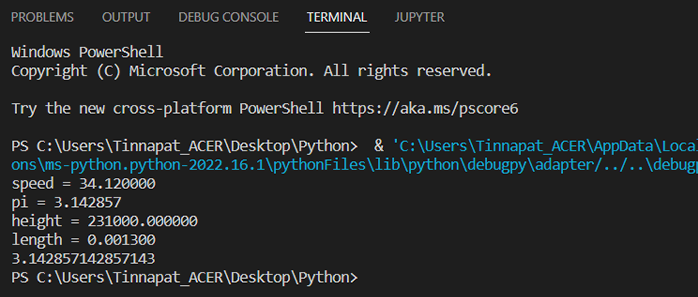 PROBLEMS OUTPUT DEBUG CONSOLE TERMINAL JUPYTER
Windows PowerShell
Copyright (C) Microsoft Corporation. All rights reserved.
Try the new cross-platform PowerShell https://aka.ms/pscore6
PS C:\Users\Tinnapat_ACER\Desktop\Python> & 'C:\Users\Tinnapat_ACER\AppData\Loca
ons\ms-python.python-2022.16.1\pythonFiles\lib\python\debugpy\adapter/../..\debugp
speed = 34.120000
pi = 3.142857
height = 231000.000000
length = 0.001300
3.142857142857143
PS C:\Users\Tinnapat_ACER\Desktop\Python>